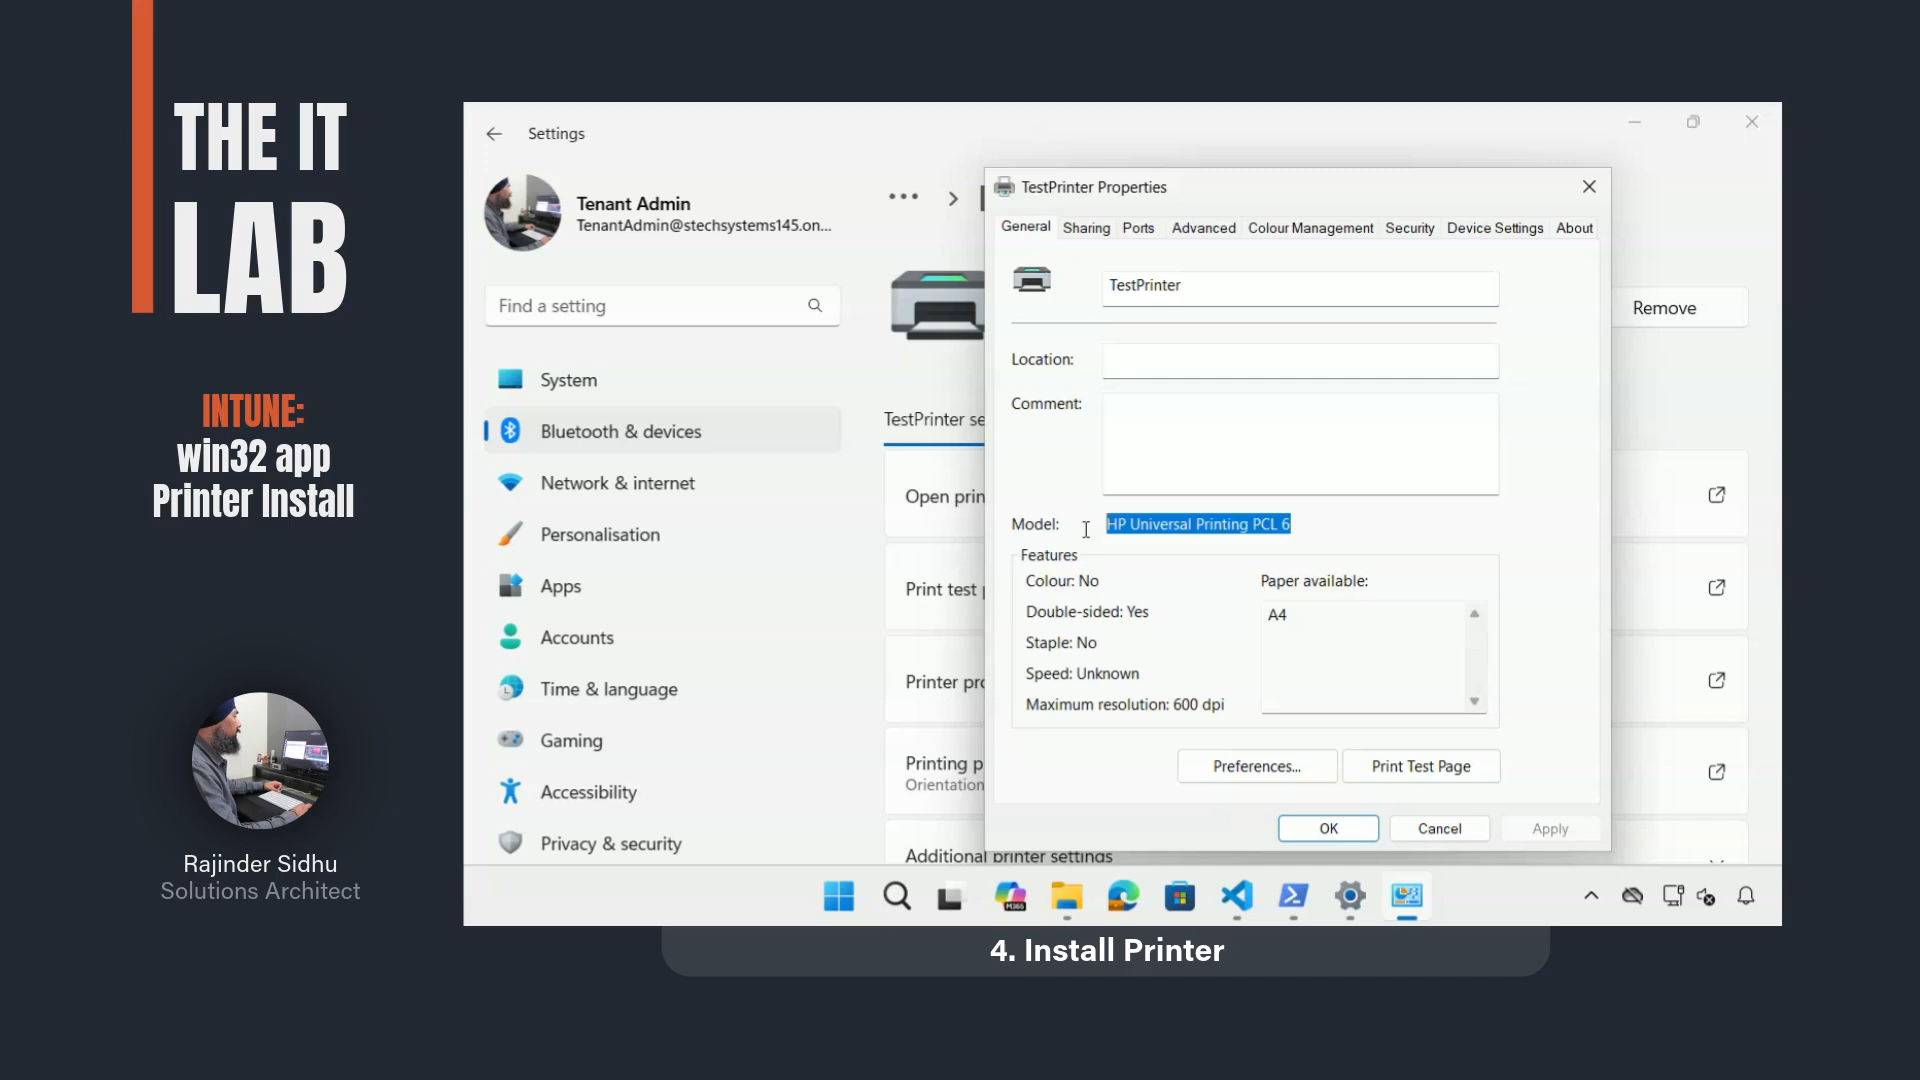 THE IT
LAB
INTUNE:
win32 app
Printer Install
Rajinder Sidhu
Solutions Architect
Settings
Tenant Admin
TenantAdmin@stechsystems145.on...
Find a setting
System
Bluetooth & devices
Network & internet
Personalisation
Apps
Accounts
Time & language
Gaming
Accessibility
Privacy & security
Remove
TestPrinter se
Open prin
Print test p
Printer pro
Printing p
Orientation
Additional printer settings
TestPrinter Properties
General Sharing Ports Advanced Colour Management Security Device Settings About
TestPrinter
Location:
Comment:
Model: HP Universal Printing PCL 6
Features
Colour: No
Double-sided: Yes
Staple: No
Speed: Unknown
Maximum resolution: 600 dpi
Paper available:
A4
Preferences... Print Test Page
OK Cancel Apply
M365
4. Install Printer